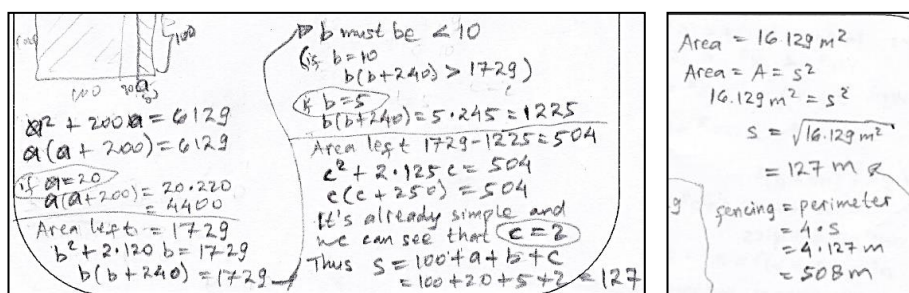 100
100
a² + 200a = 6129
a(a + 200) = 6129
if a = 20
a(a+200) = 20.220
= 4400
Area left = 1729
b² + 2.120 b = 1729
b(b+240) = 1729
b must be < 10
(if b = 10
b(b+240) > 1729)
if b = 5
b(b+240) = 5.245 = 1225
Area left 1729-1225 = 504
c² + 2.125c = 504
c(c + 250) = 504
It's already simple and
we can see that c = 2
Thus s = 100 + a + b + c
= 100 + 20 + 5 + 2 = 127
Area = 16.129 m²
Area = A = s²
16.129 m² = s²
s = √16.129 m²
= 127 m
fencing = perimeter
= 4.s
= 4.127 m
= 508 m